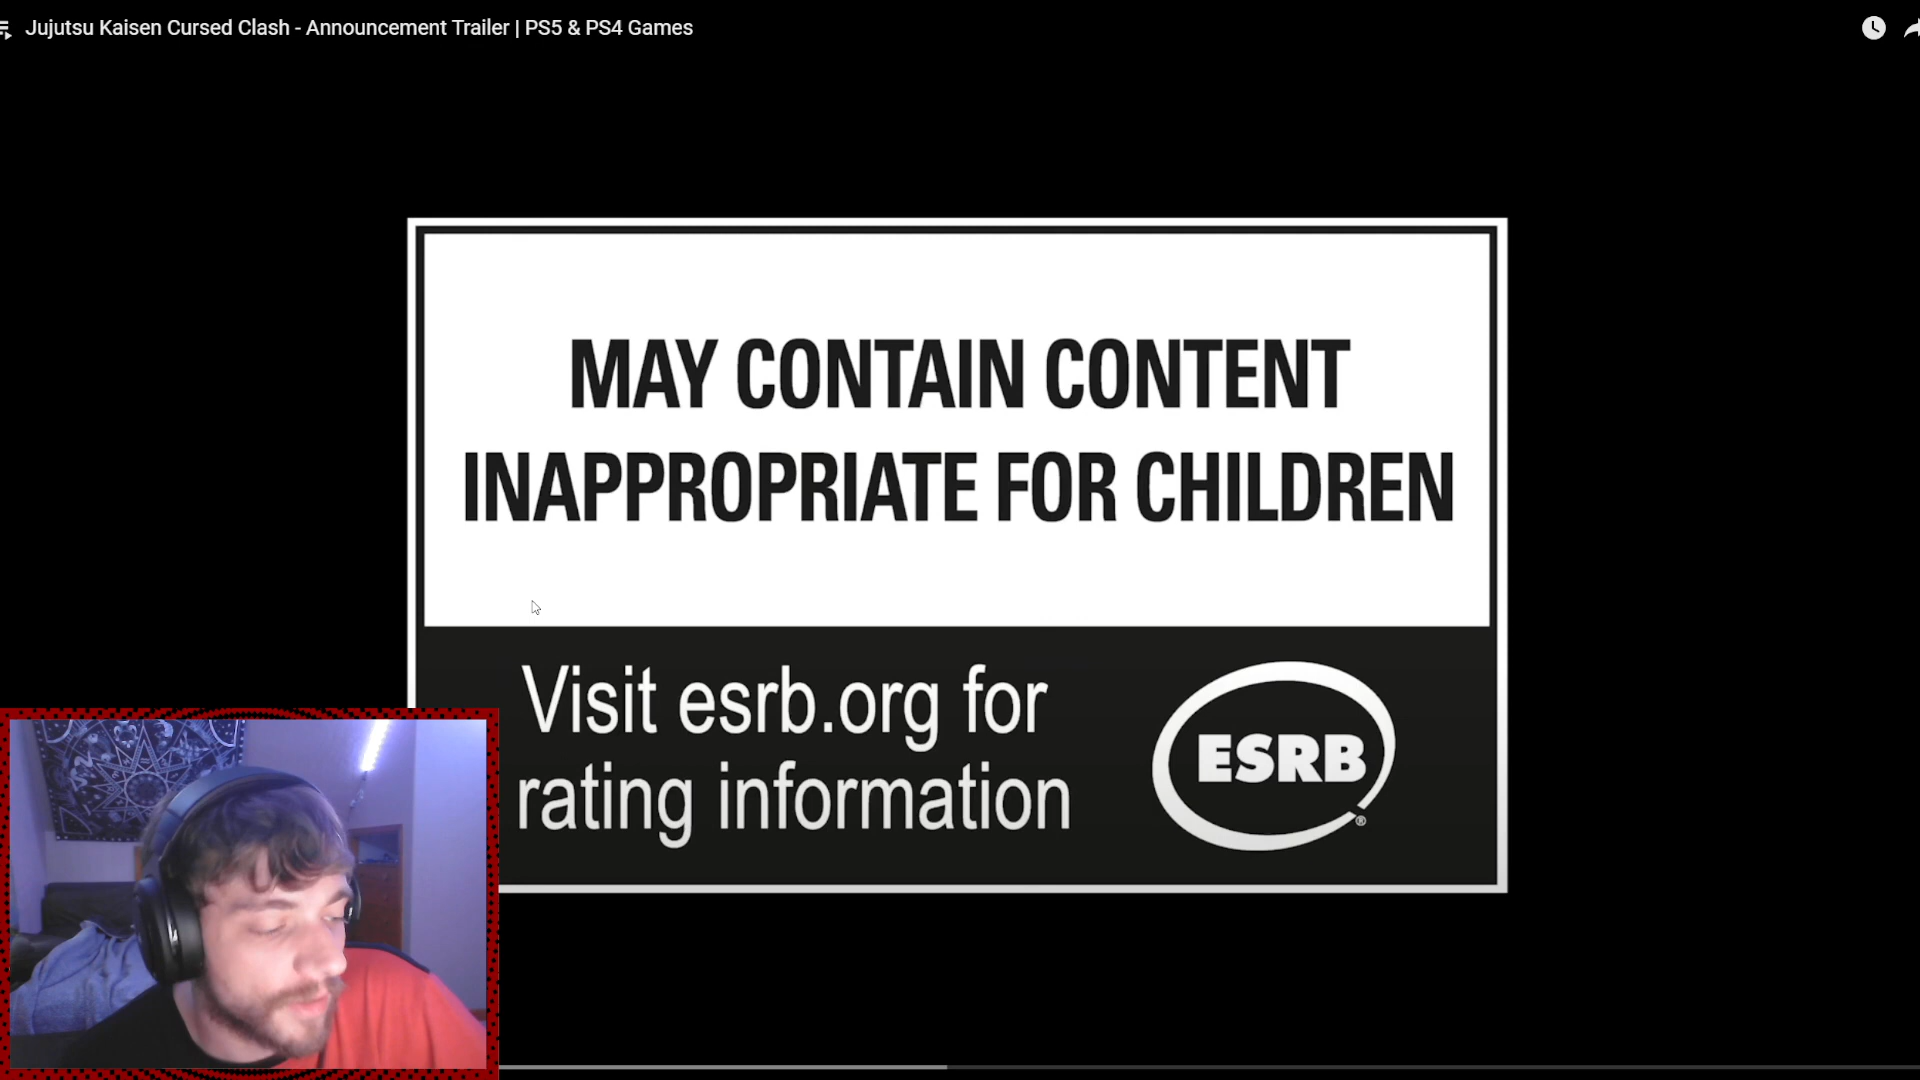 Jujutsu Kaisen Cursed Clash - Announcement Trailer | PS5 & PS4 Games
MAY CONTAIN CONTENT
INAPPROPRIATE FOR CHILDREN
Visit esrb.org for
rating information
ESRB
®